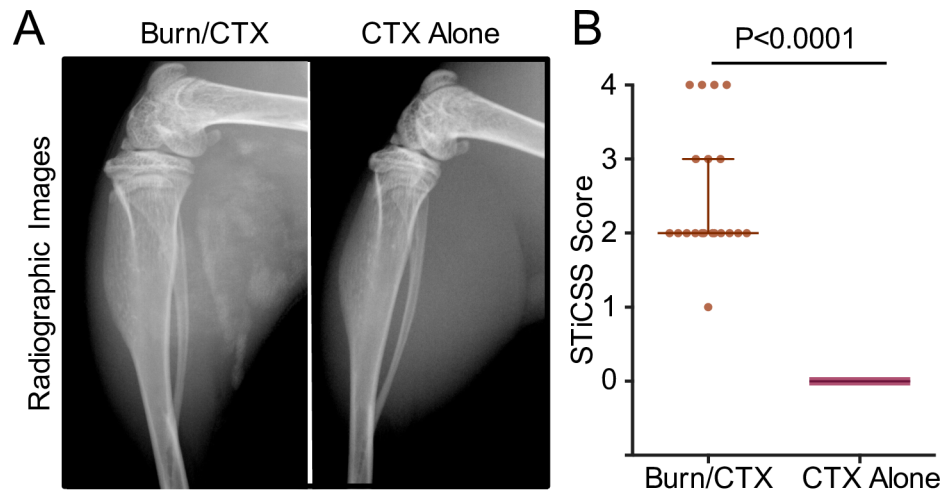 A
Burn/CTX
CTX Alone
Radiographic Images
B
P<0.0001
STiCSS Score
4
3
2
1
0
Burn/CTX
CTX Alone